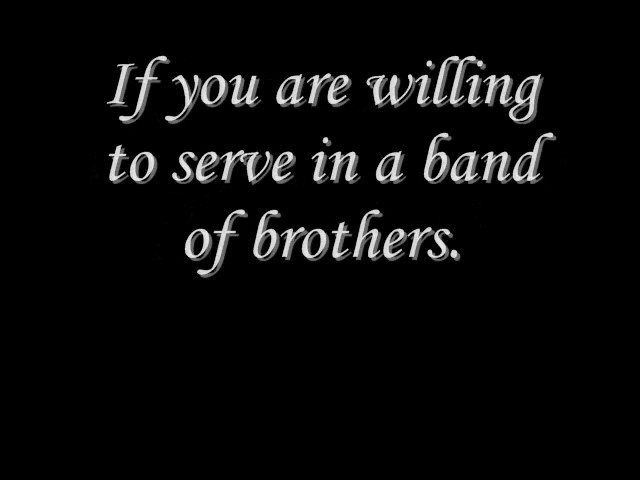 If you are willing
to serve in a band
of brothers.